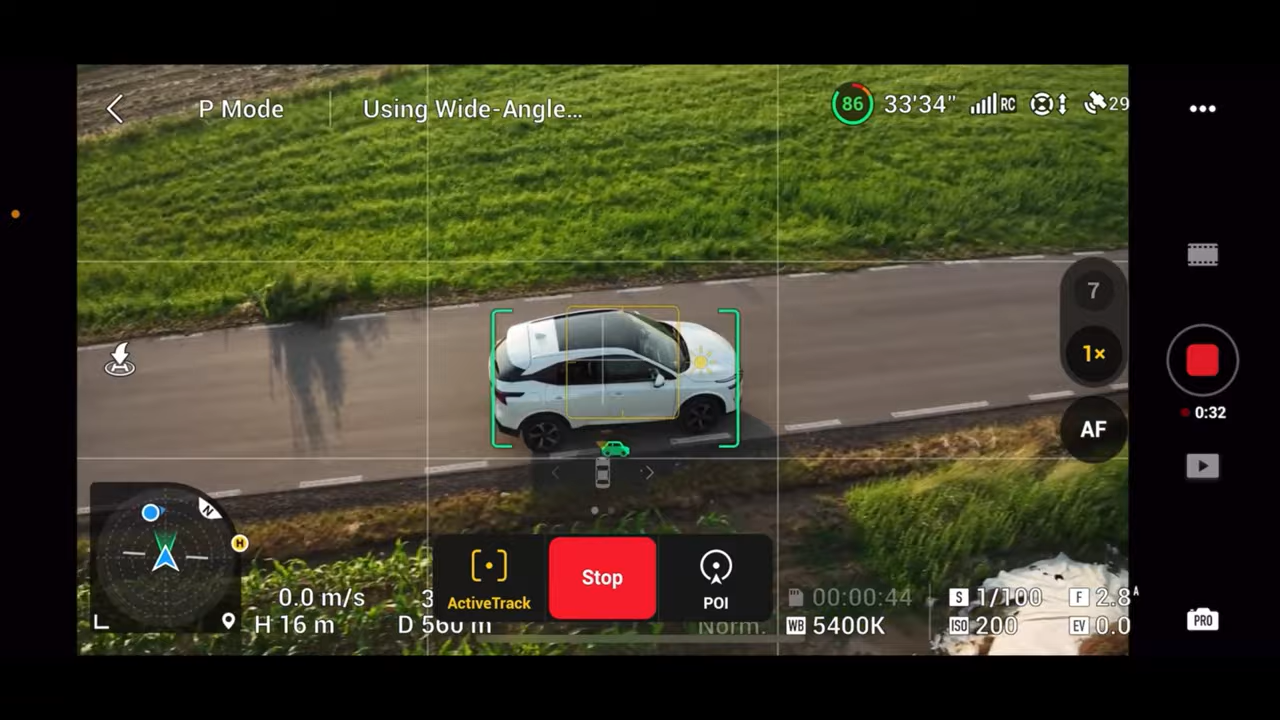 P Mode
Using Wide-Angle...
86
33'34"
RC
29
7
1×
AF
0:32
N
H
ActiveTrack
Stop
POI
0.0 m/s
H 16 m
D 560 m
Norm.
00:00:44
WB 5400K
S 1/100
F 2.8
A
ISO 200
EV 0.0
PRO